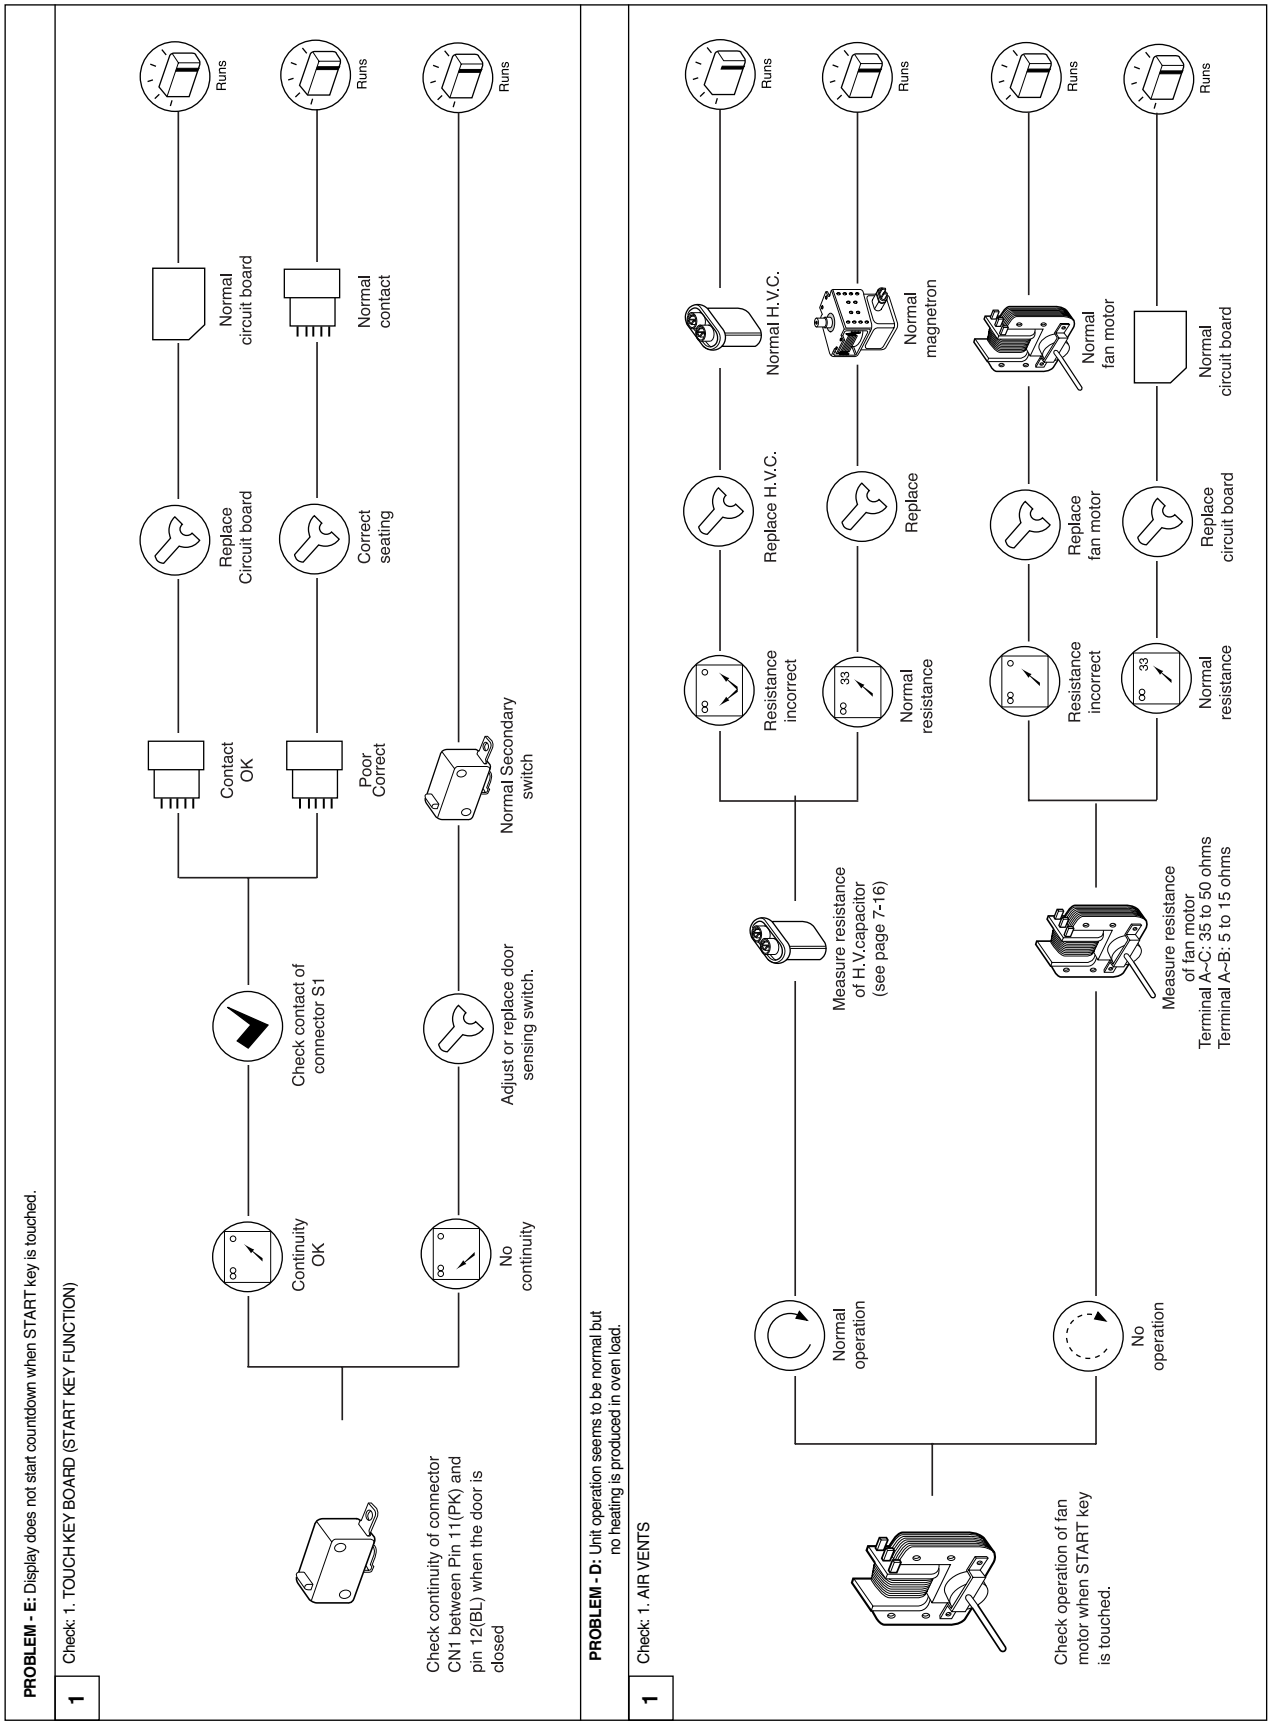 PROBLEM - E: Display does not start countdown when START key is touched.
1
Check: 1. TOUCH KEY BOARD (START KEY FUNCTION)
Check continuity of connector
CN1 between Pin 11(PK) and
pin 12(BL) when the door is
closed
Continuity
OK
Check contact of
connector S1
Contact
OK
Replace
Circuit board
Normal
circuit board
Runs
Poor
Correct
Correct
seating
Normal
contact
Runs
No
continuity
Adjust or replace door
sensing switch.
Normal Secondary
switch
Runs
PROBLEM - D: Unit operation seems to be normal but
no heating is produced in oven load.
1
Check: 1. AIR VENTS
Check operation of fan
motor when START key
is touched.
Normal
operation
Measure resistance
of H.V.capacitor
(see page 7-16)
∞ 0
Resistance
incorrect
Replace H.V.C.
Normal H.V.C.
Runs
∞ 33
Normal
resistance
Replace
Normal
magnetron
Runs
No
operation
Measure resistance
of fan motor
Terminal A~C: 35 to 50 ohms
Terminal A~B: 5 to 15 ohms
∞ 0
Resistance
incorrect
Replace
fan motor
Normal
fan motor
Runs
∞ 33
Normal
resistance
Replace
circuit board
Normal
circuit board
Runs